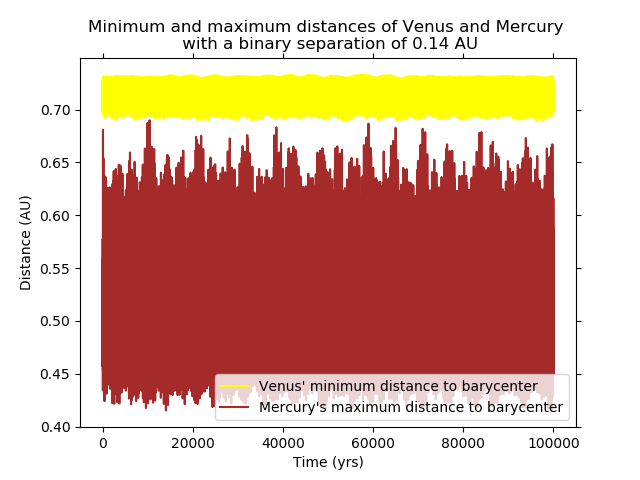 Minimum and maximum distances of Venus and Mercury
with a binary separation of 0.14 AU
0.70
0.65
0.60
0.55
0.50
0.45
0.40
Distance (AU)
Venus' minimum distance to barycenter
Mercury's maximum distance to barycenter
0 20000 40000 60000 80000 100000
Time (yrs)